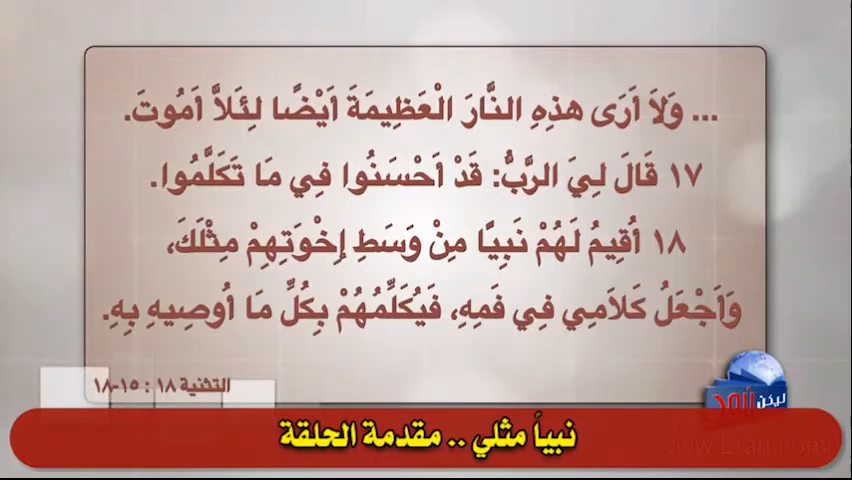 ... وَلاَ أَرَى هذِهِ النَّارَ الْعَظِيمَةَ أَيْضًا لِئَلاَّ أَمُوتَ.
١٧ قَالَ لِيَ الرَّبُّ: قَدْ أَحْسَنُوا فِي مَا تَكَلَّمُوا.
١٨ أُقِيمُ لَهُمْ نَبِيًّا مِنْ وَسَطِ إِخْوَتِهِمْ مِثْلَكَ،
وَأَجْعَلُ كَلاَمِي فِي فَمِهِ، فَيُكَلِّمُهُمْ بِكُلِّ مَا أُوصِيهِ بِهِ.
التثنية ١٨ : ١٥-١٨
ليكن
نبياً مثلي .. مقدمة الحلقة